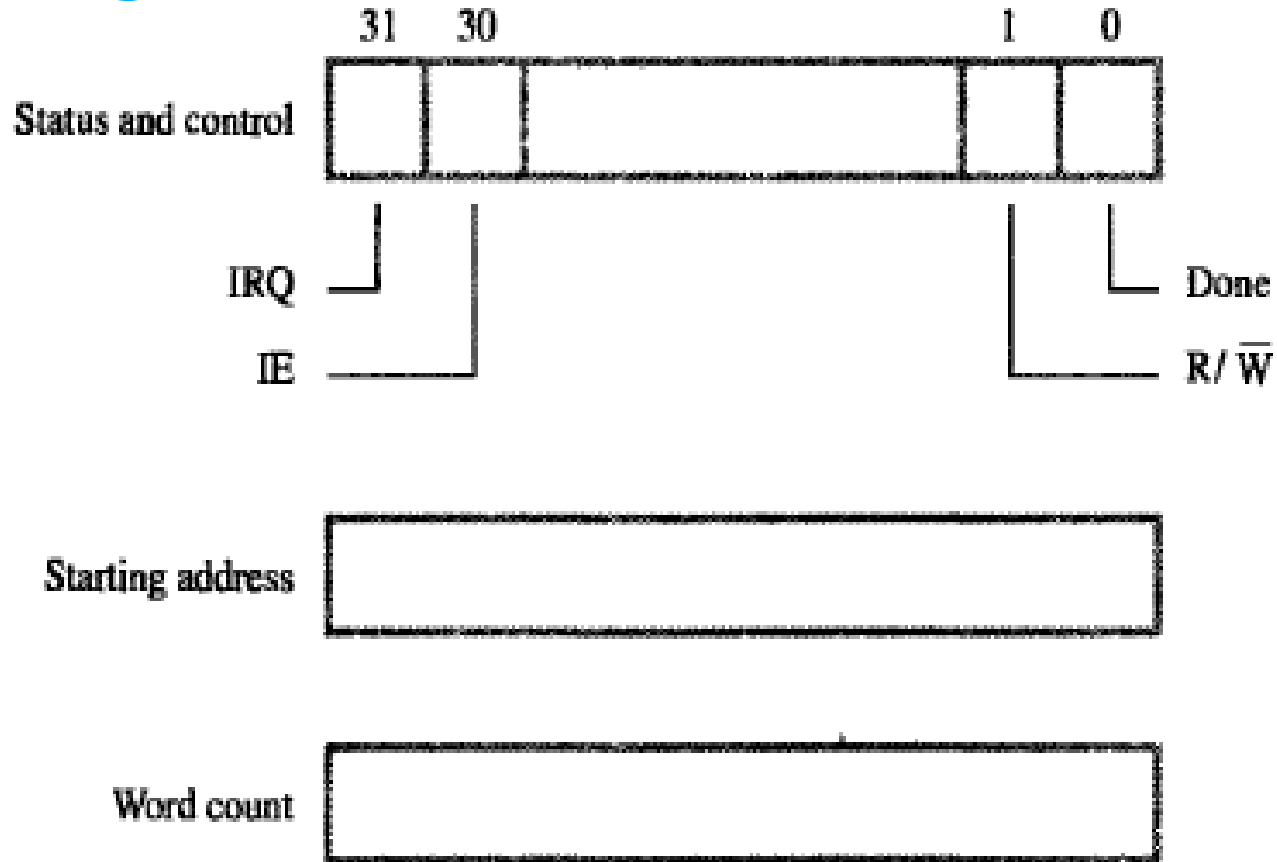 31 30 1 0
Status and control
IRQ Done
IE R/ W̅
Starting address
Word count